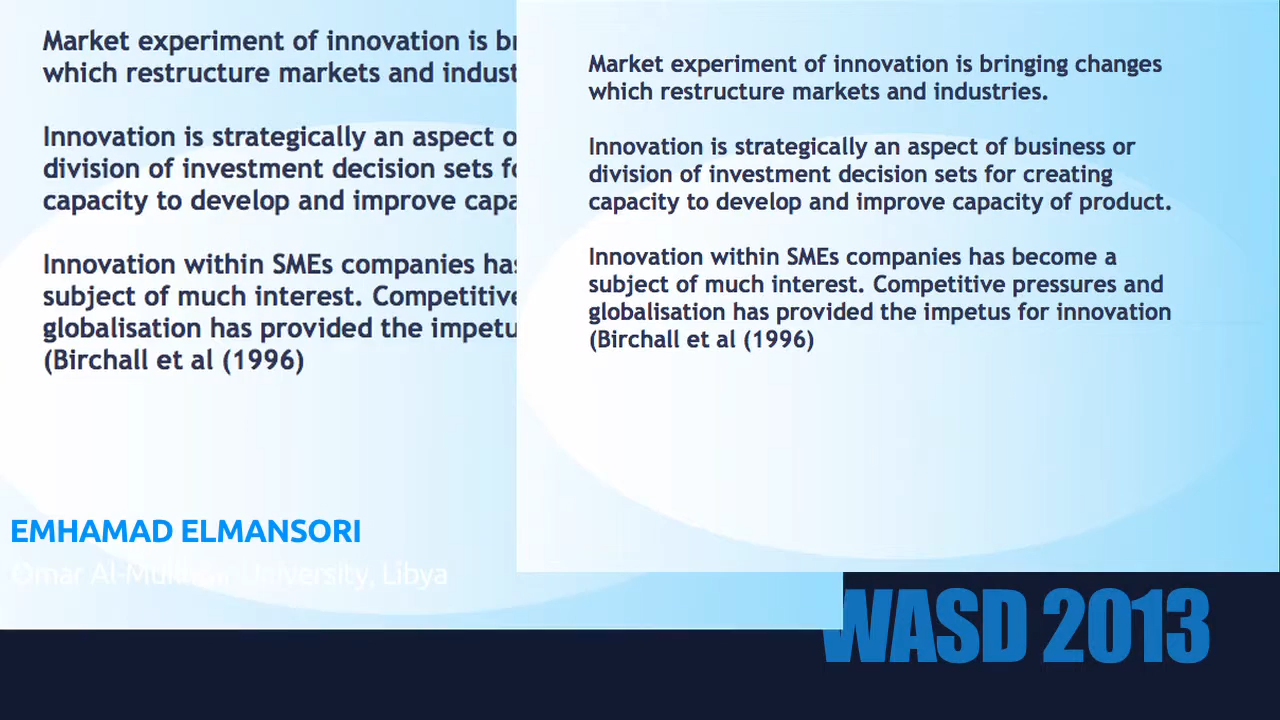 Market experiment of innovation is br
which restructure markets and indust
Innovation is strategically an aspect o
division of investment decision sets fo
capacity to develop and improve capa
Innovation within SMEs companies has
subject of much interest. Competitive
globalisation has provided the impetu
(Birchall et al (1996)
EMHAMAD ELMANSORI
Omar Al-Mukhtar University, Libya
Market experiment of innovation is bringing changes
which restructure markets and industries.
Innovation is strategically an aspect of business or
division of investment decision sets for creating
capacity to develop and improve capacity of product.
Innovation within SMEs companies has become a
subject of much interest. Competitive pressures and
globalisation has provided the impetus for innovation
(Birchall et al (1996)
WASD 2013